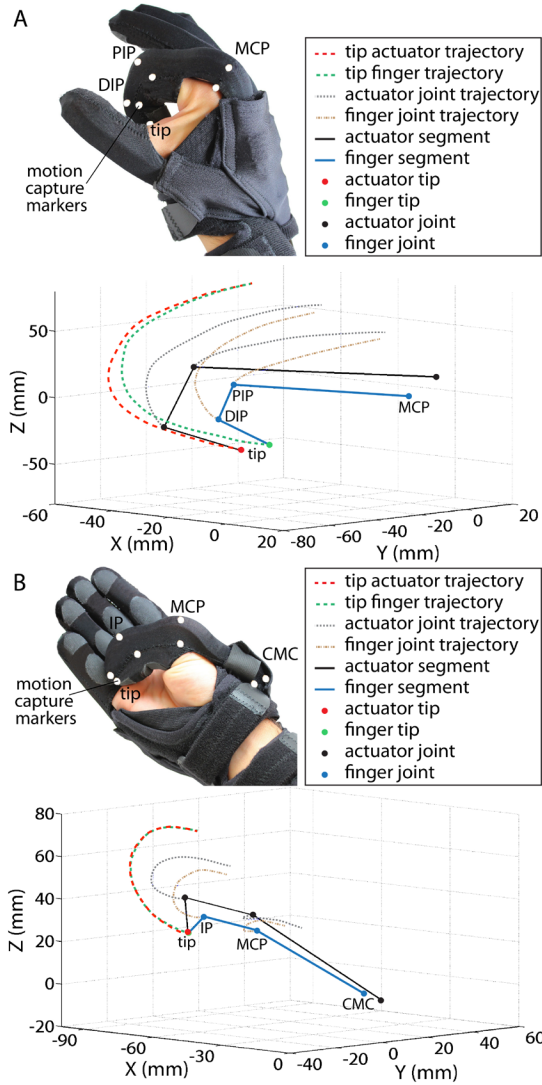 A
PIP
MCP
DIP
tip
motion
capture
markers
tip actuator trajectory
tip finger trajectory
actuator joint trajectory
finger joint trajectory
actuator segment
finger segment
actuator tip
finger tip
actuator joint
finger joint
50
0
-50
Z (mm)
PIP
DIP
MCP
tip
-60
-40
-20
0
20
X (mm)
-80
-60
-40
-20
0
20
Y (mm)
B
MCP
IP
CMC
motion
capture
markers
tip
tip actuator trajectory
tip finger trajectory
actuator joint trajectory
finger joint trajectory
actuator segment
finger segment
actuator tip
finger tip
actuator joint
finger joint
80
60
40
20
0
-20
Z (mm)
tip
IP
MCP
CMC
-90
-60
-30
0
X (mm)
-40
-20
0
20
40
60
Y (mm)